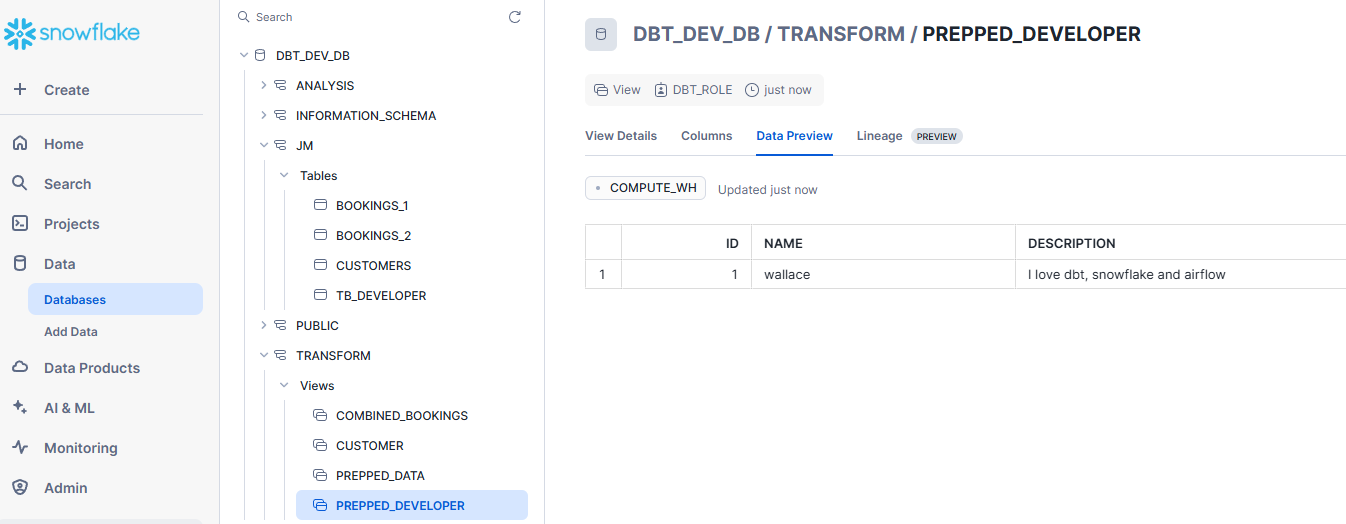 snowflake
Create
Home
Search
Projects
Data
Databases
Add Data
Data Products
AI & ML
Monitoring
Admin
Search
DBT_DEV_DB
ANALYSIS
INFORMATION_SCHEMA
JM
Tables
BOOKINGS_1
BOOKINGS_2
CUSTOMERS
TB_DEVELOPER
PUBLIC
TRANSFORM
Views
COMBINED_BOOKINGS
CUSTOMER
PREPPED_DATA
PREPPED_DEVELOPER
DBT_DEV_DB / TRANSFORM / PREPPED_DEVELOPER
View DBT_ROLE just now
View Details Columns Data Preview Lineage PREVIEW
COMPUTE_WH Updated just now
ID NAME DESCRIPTION
1 1 wallace I love dbt, snowflake and airflow